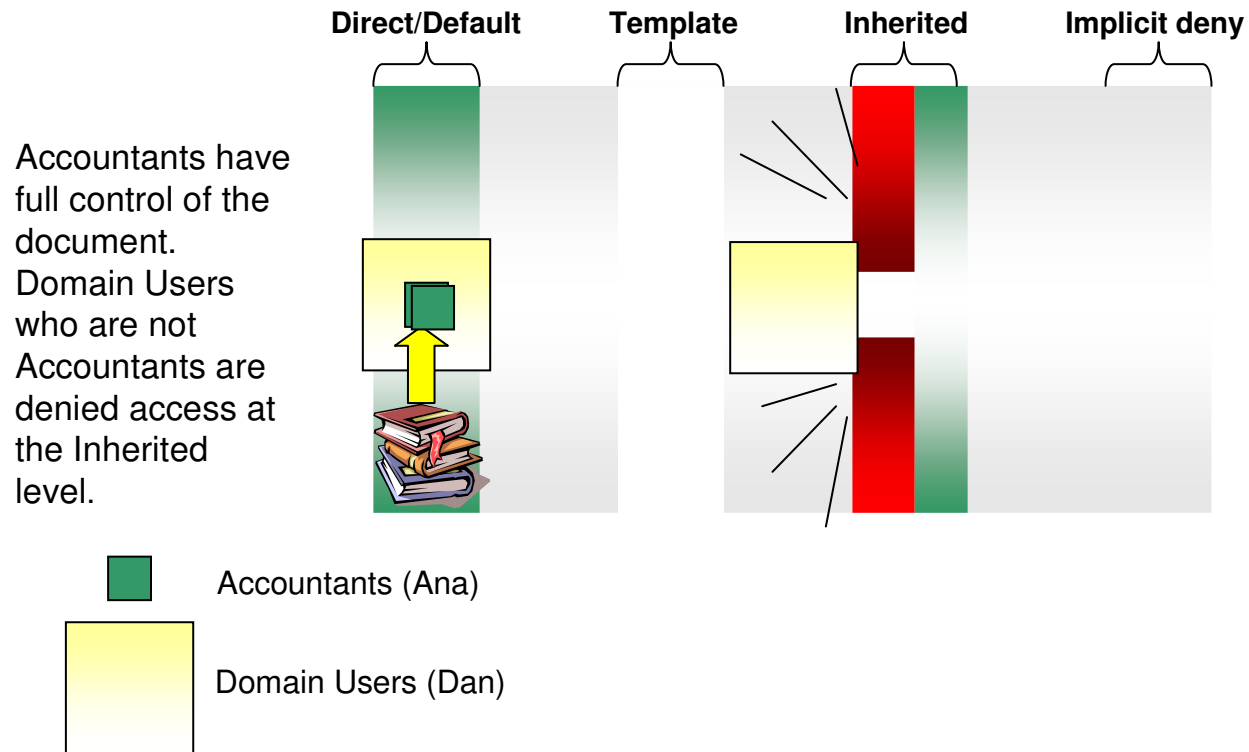 Direct/Default
Template
Inherited
Implicit deny
Accountants have
full control of the
document.
Domain Users
who are not
Accountants are
denied access at
the Inherited
level.
Accountants (Ana)
Domain Users (Dan)